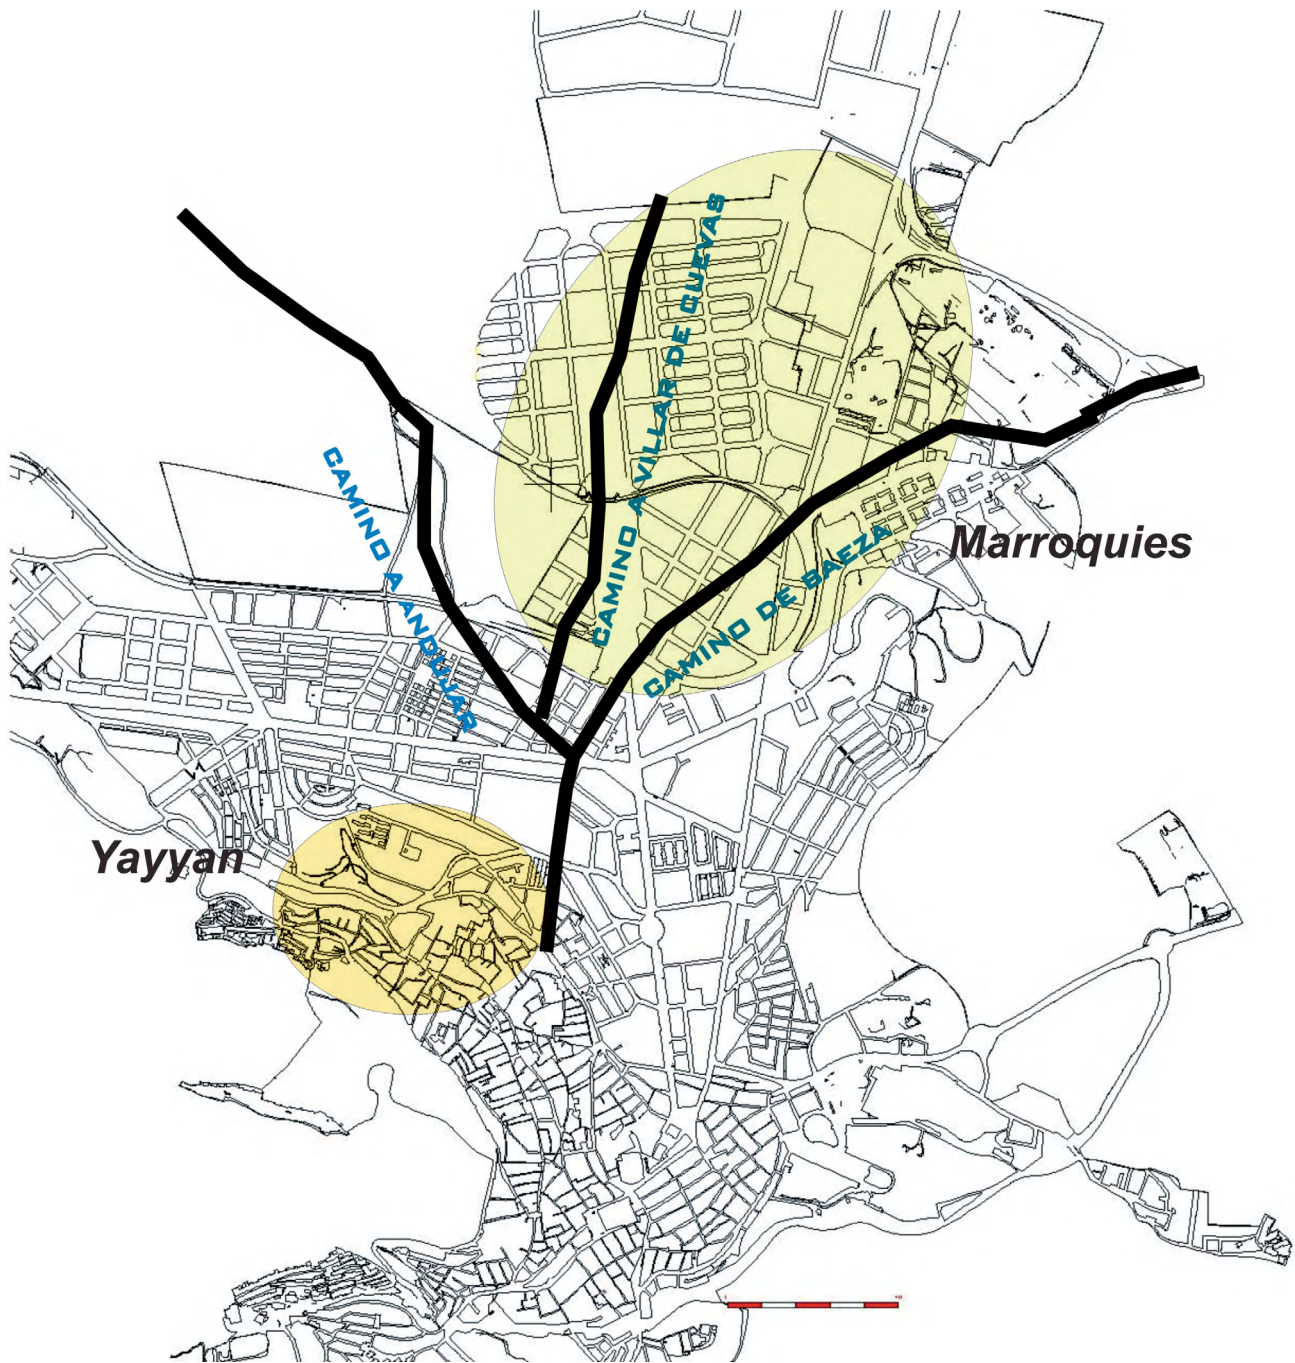 CAMINO A VILLAR DE CUEVAS
CAMINO A ANDUJAR
CAMINO DE BAEZA
Marroquies
Yayyan